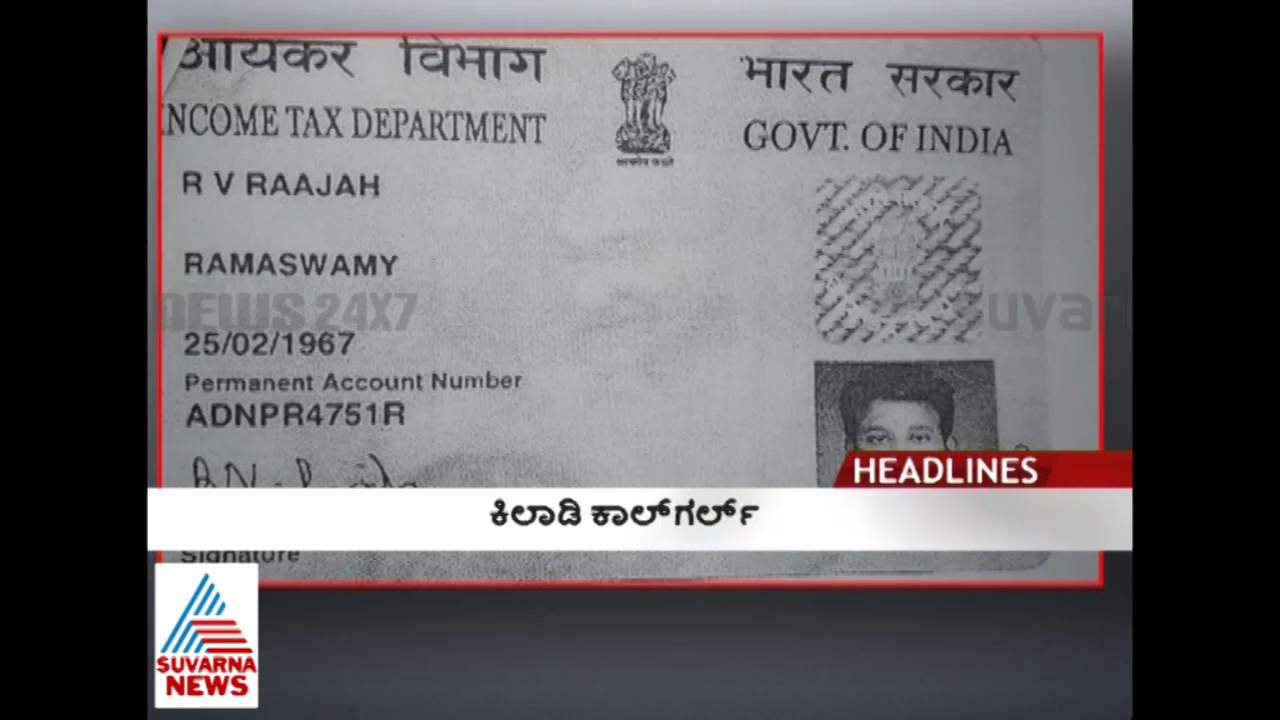 आयकर विभाग
भारत सरकार
INCOME TAX DEPARTMENT
GOVT. OF INDIA
R V RAAJAH
RAMASWAMY
NEWS 24X7
suvar
25/02/1967
Permanent Account Number
ADNPR4751R
HEADLINES
ಕಿಲಾಡಿ ಕಾಲ್‌ಗರ್ಲ್
Signature
SUVARNA
NEWS